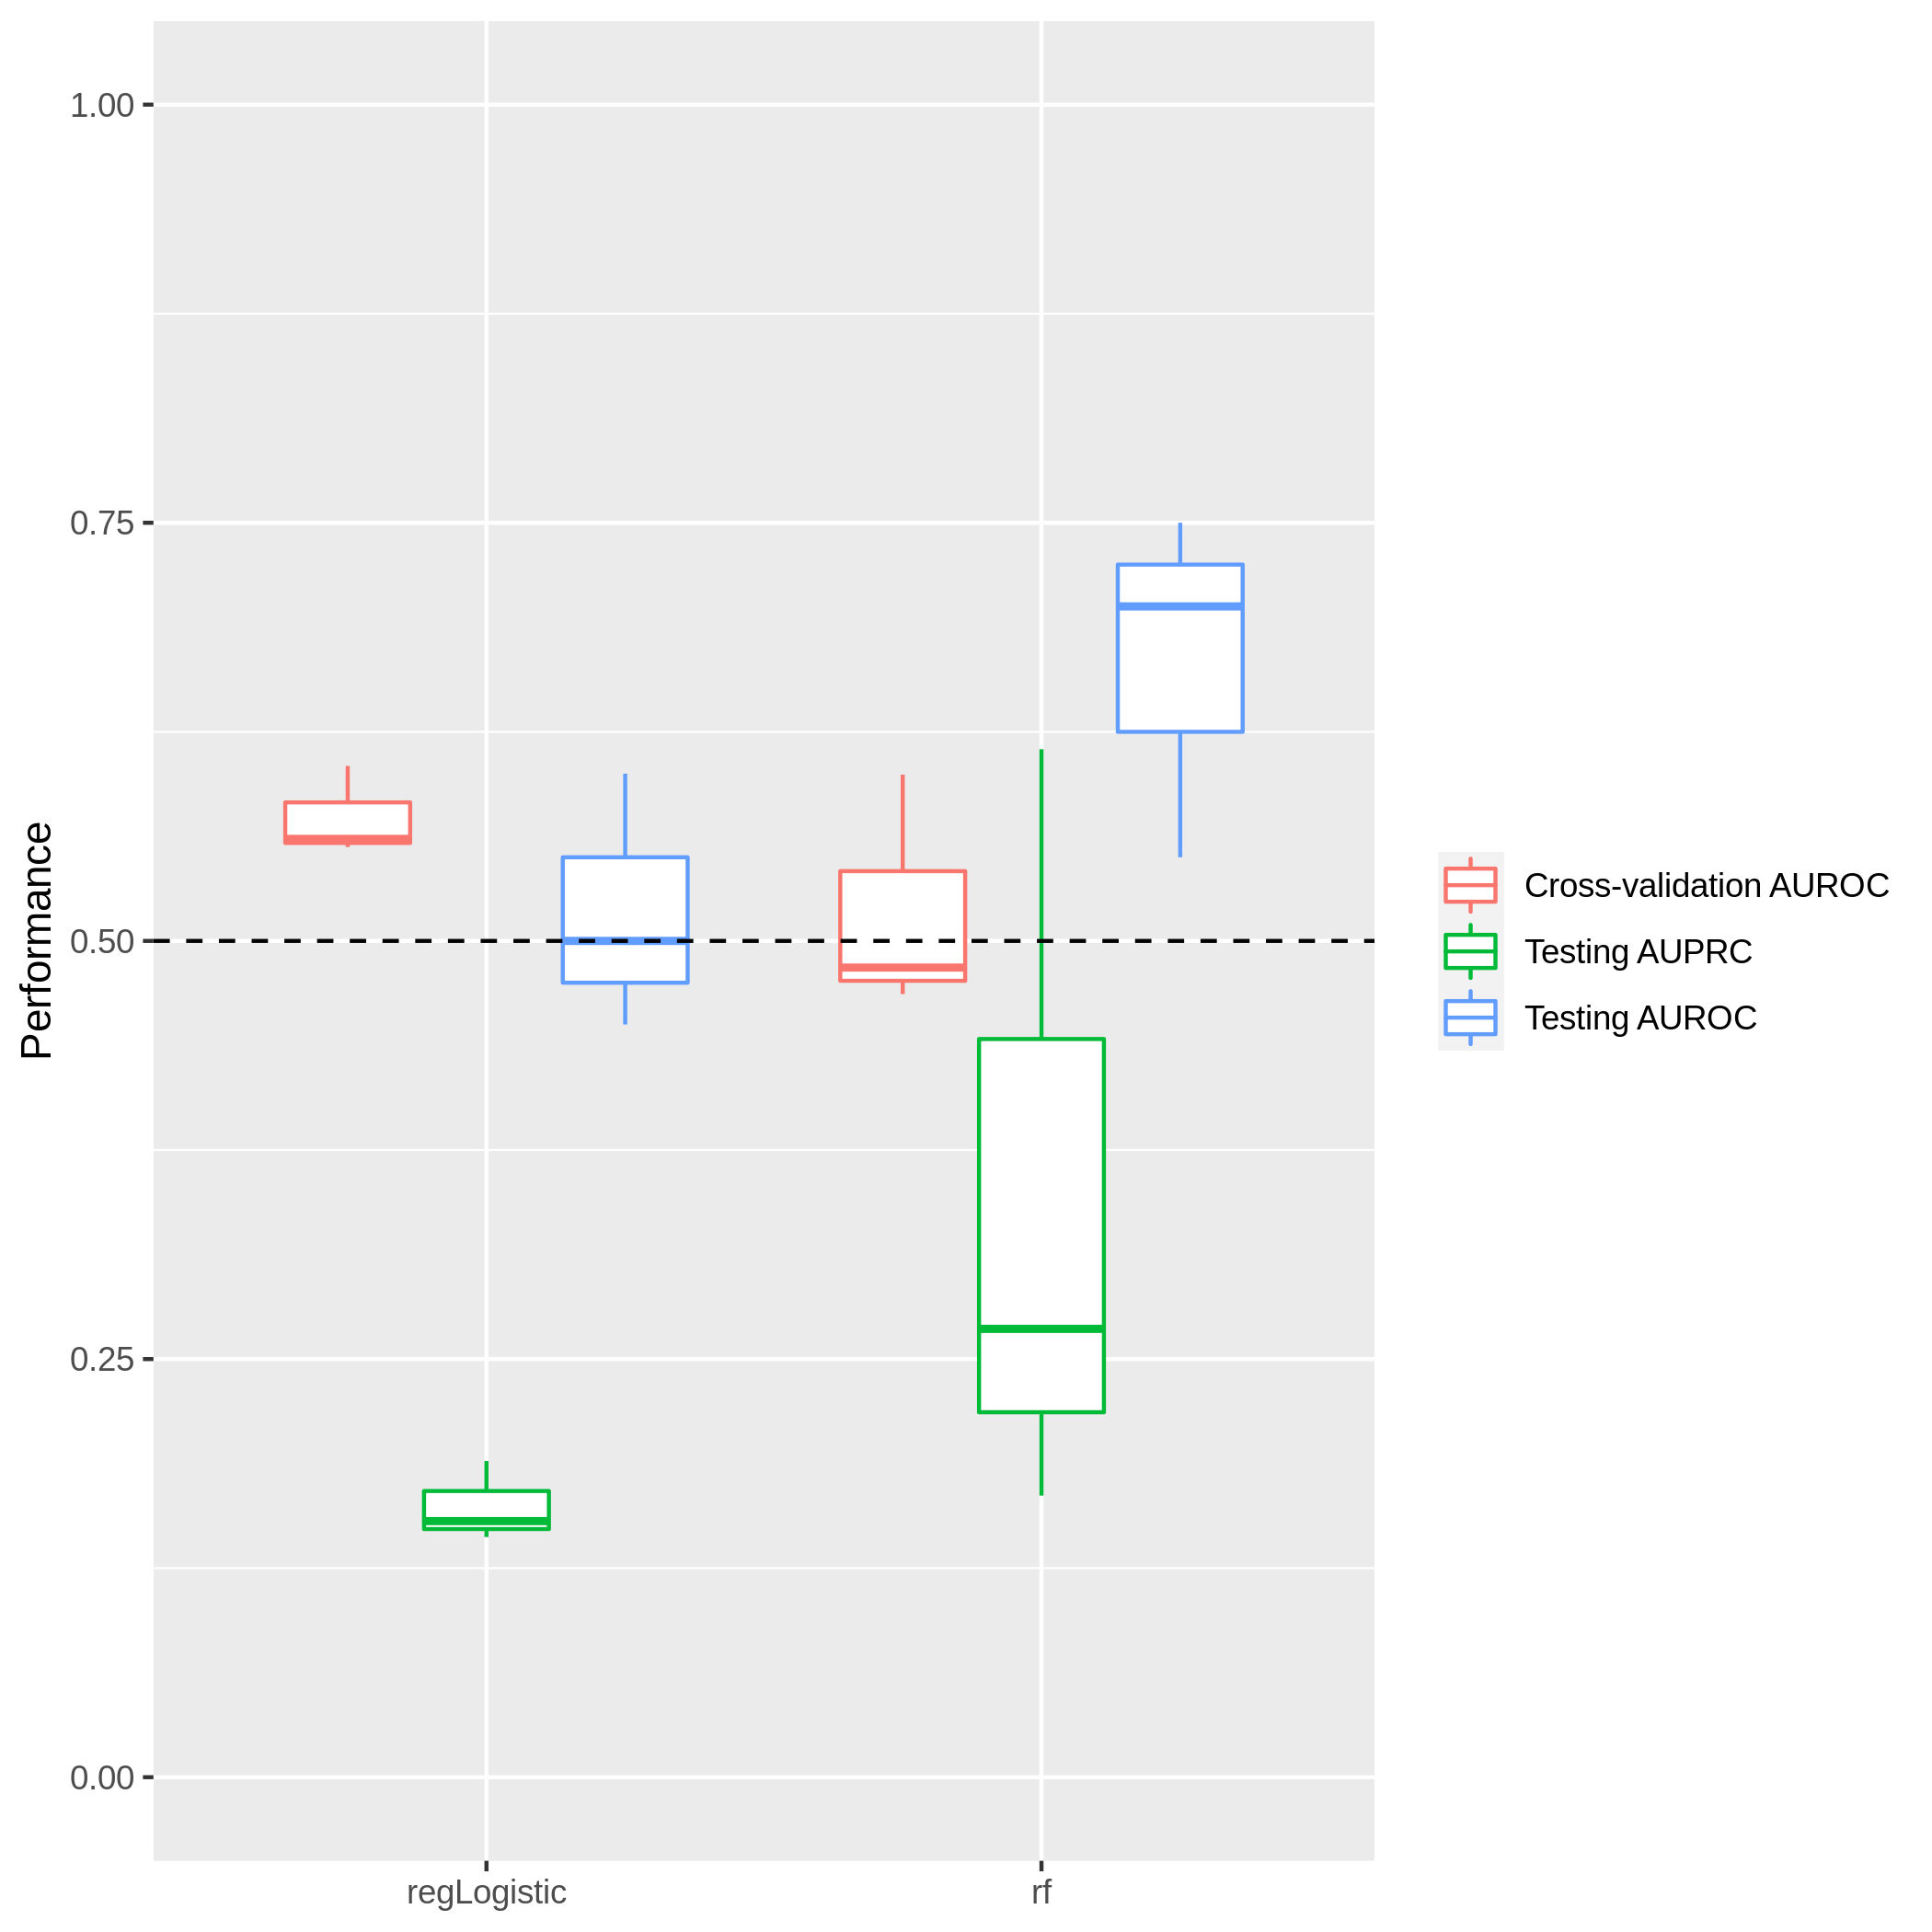 Performance
1.00
0.75
0.50
0.25
0.00
regLogistic
rf
Cross-validation AUROC
Testing AUPRC
Testing AUROC